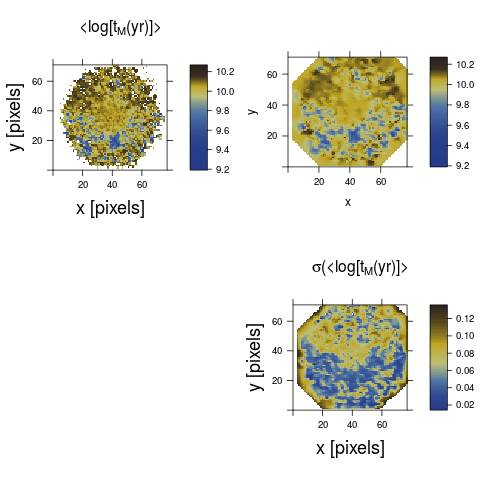 <log[t_M(yr)]>
60
40
20
20 40 60
y [pixels]
x [pixels]
10.2
10.0
9.8
9.6
9.4
9.2
60
40
20
20 40 60
y
x
10.2
10.0
9.8
9.6
9.4
9.2
σ(<log[t_M(yr)]>
60
40
20
20 40 60
y [pixels]
x [pixels]
0.12
0.10
0.08
0.06
0.04
0.02